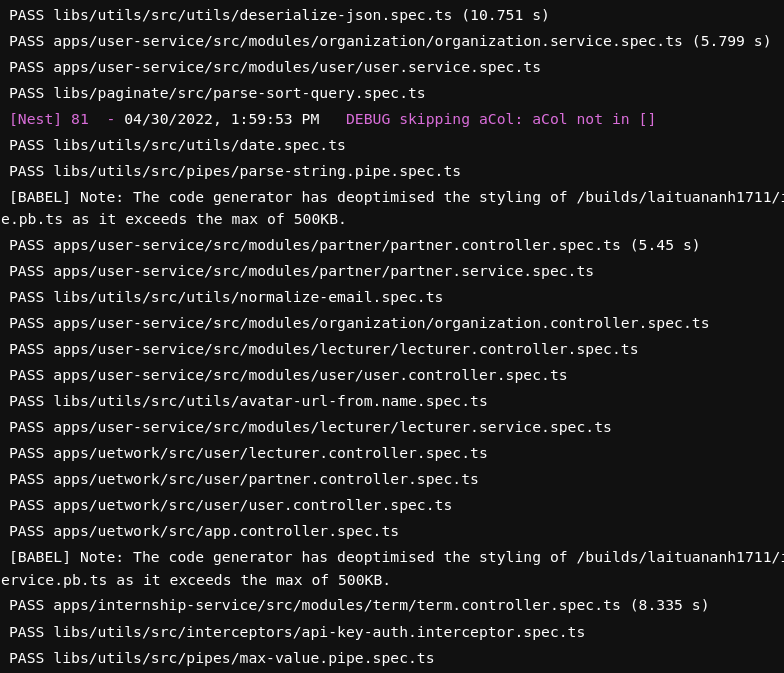 PASS libs/utils/src/utils/deserialize-json.spec.ts (10.751 s)
PASS apps/user-service/src/modules/organization/organization.service.spec.ts (5.799 s)
PASS apps/user-service/src/modules/user/user.service.spec.ts
PASS libs/paginate/src/parse-sort-query.spec.ts
[Nest] 81  - 04/30/2022, 1:59:53 PM   DEBUG skipping aCol: aCol not in []
PASS libs/utils/src/utils/date.spec.ts
PASS libs/utils/src/pipes/parse-string.pipe.spec.ts
[BABEL] Note: The code generator has deoptimised the styling of /builds/laituananh1711/i
e.pb.ts as it exceeds the max of 500KB.
PASS apps/user-service/src/modules/partner/partner.controller.spec.ts (5.45 s)
PASS apps/user-service/src/modules/partner/partner.service.spec.ts
PASS libs/utils/src/utils/normalize-email.spec.ts
PASS apps/user-service/src/modules/organization/organization.controller.spec.ts
PASS apps/user-service/src/modules/lecturer/lecturer.controller.spec.ts
PASS apps/user-service/src/modules/user/user.controller.spec.ts
PASS libs/utils/src/utils/avatar-url-from.name.spec.ts
PASS apps/user-service/src/modules/lecturer/lecturer.service.spec.ts
PASS apps/uetwork/src/user/lecturer.controller.spec.ts
PASS apps/uetwork/src/user/partner.controller.spec.ts
PASS apps/uetwork/src/user/user.controller.spec.ts
PASS apps/uetwork/src/app.controller.spec.ts
[BABEL] Note: The code generator has deoptimised the styling of /builds/laituananh1711/i
ervice.pb.ts as it exceeds the max of 500KB.
PASS apps/internship-service/src/modules/term/term.controller.spec.ts (8.335 s)
PASS libs/utils/src/interceptors/api-key-auth.interceptor.spec.ts
PASS libs/utils/src/pipes/max-value.pipe.spec.ts